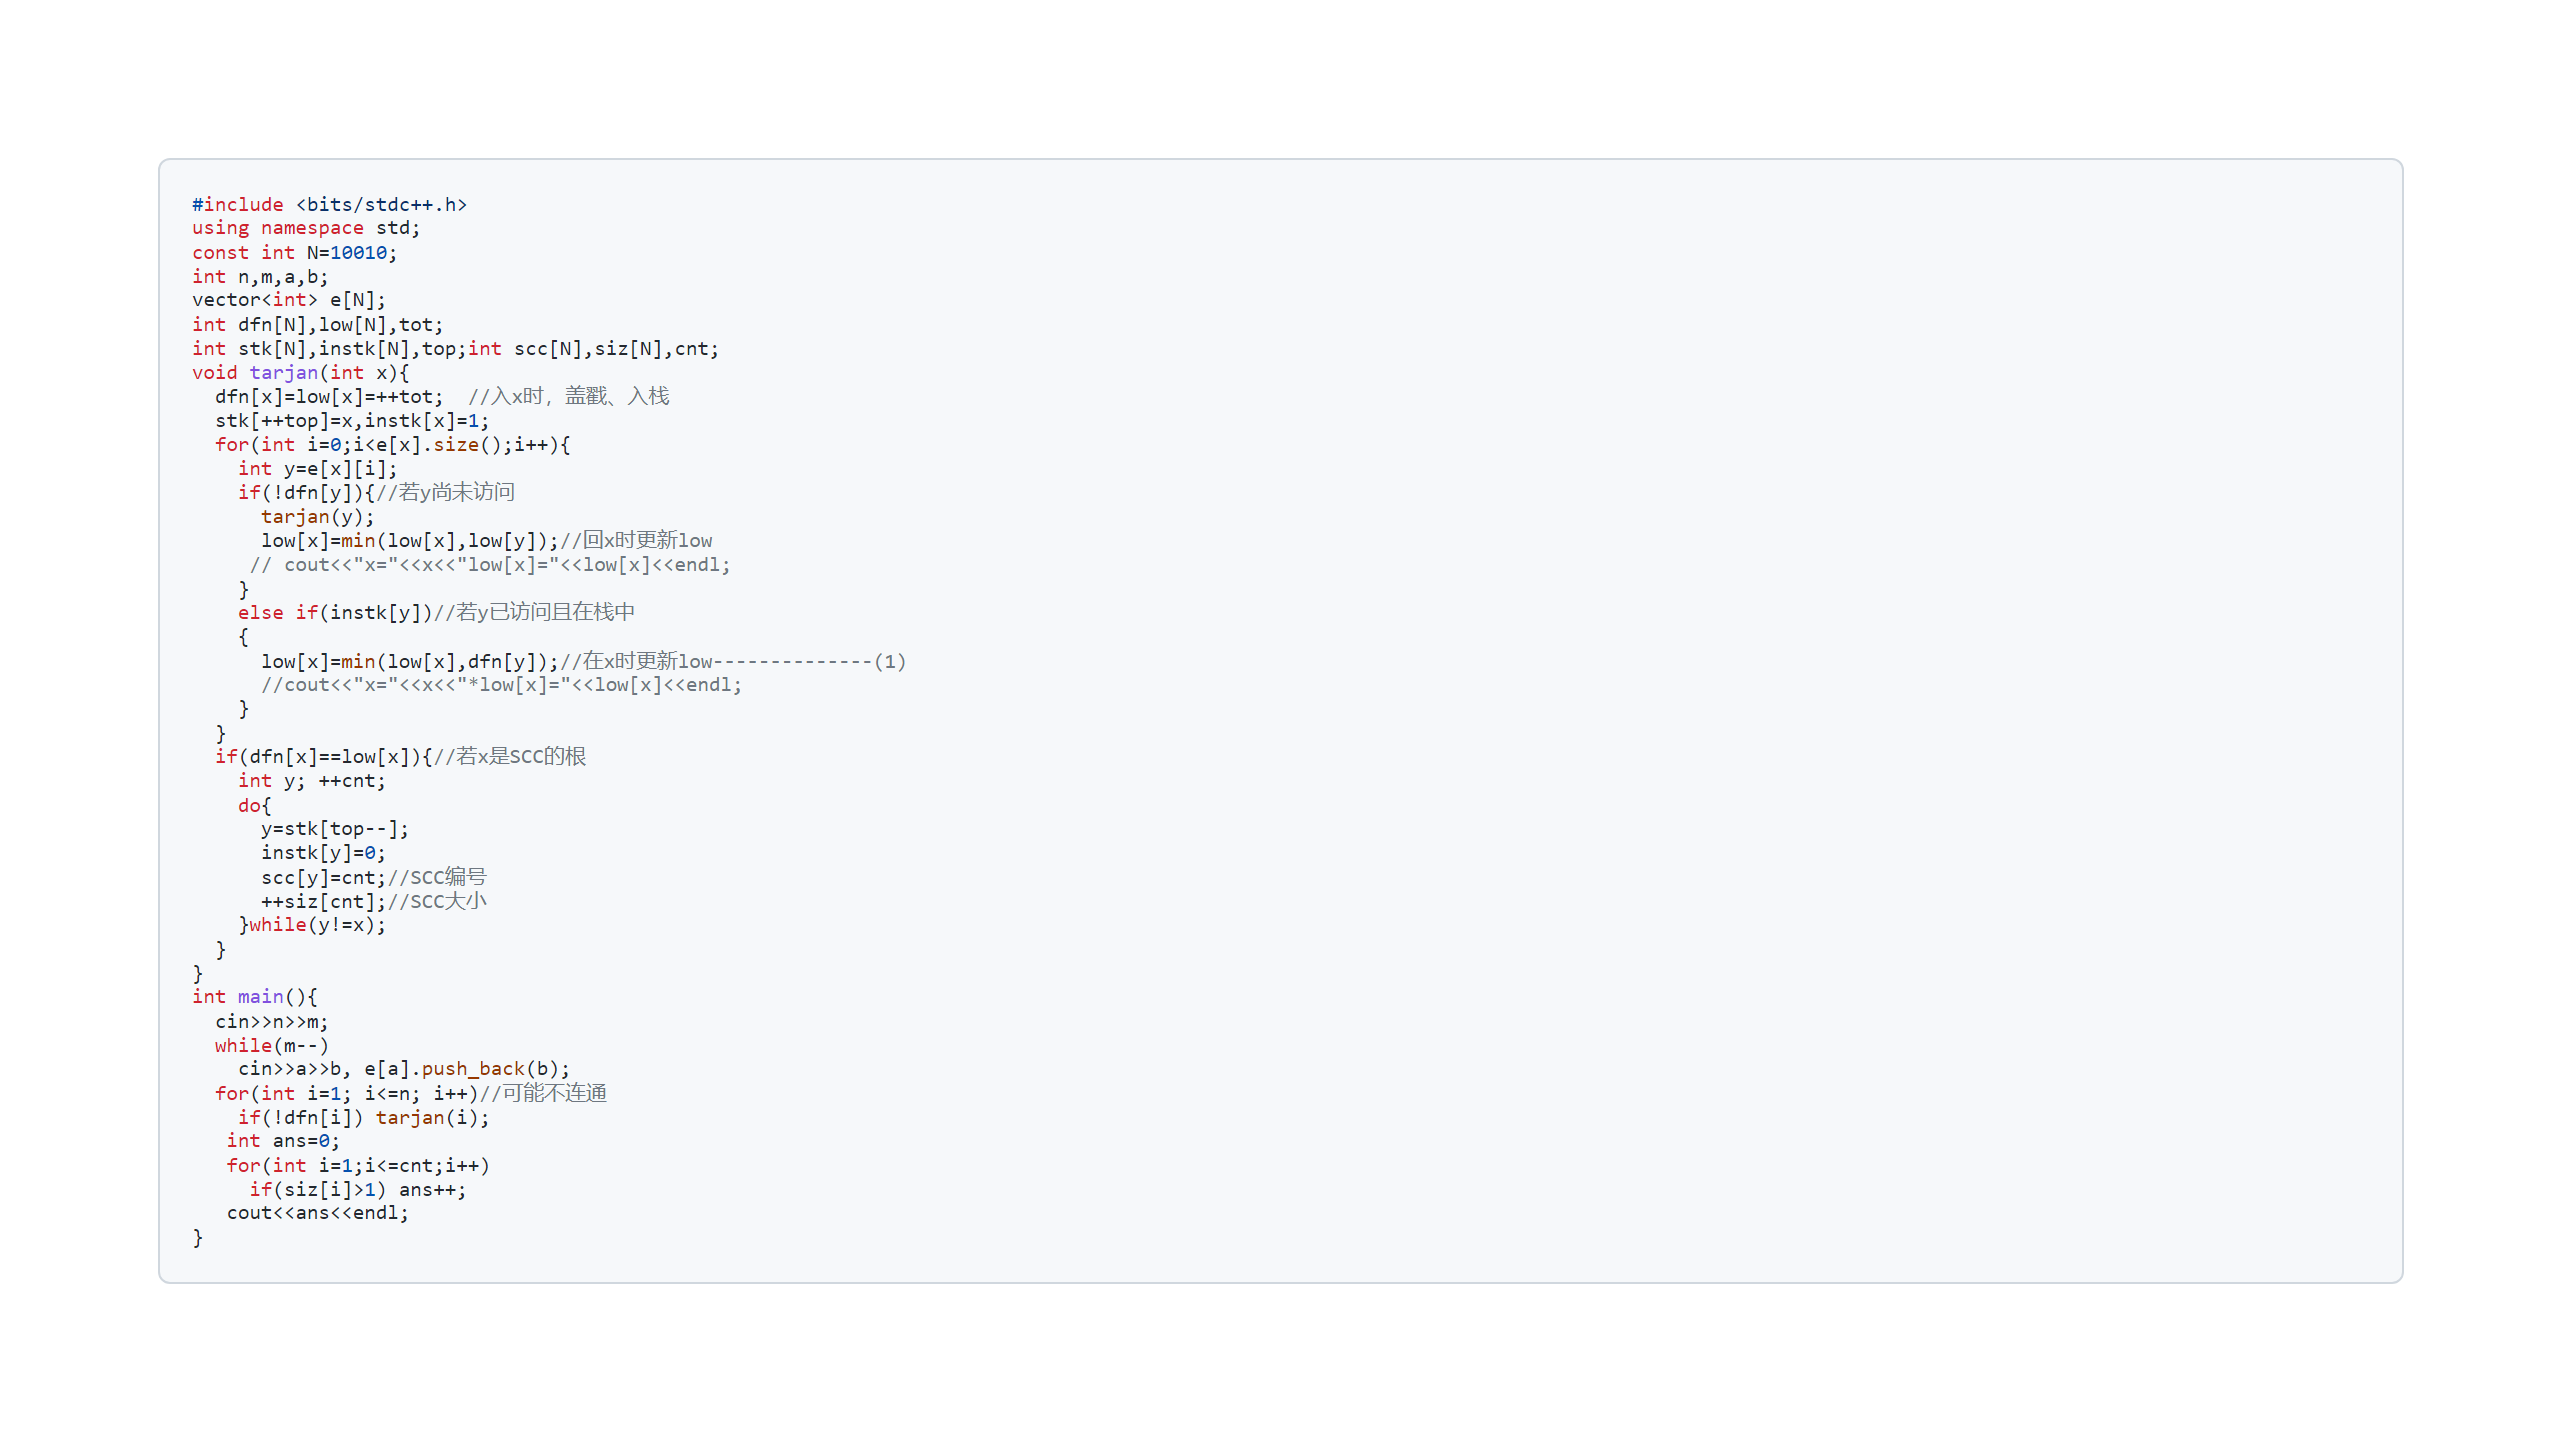 #include <bits/stdc++.h>
using namespace std;
const int N=10010;
int n,m,a,b;
vector<int> e[N];
int dfn[N],low[N],tot;
int stk[N],instk[N],top;int scc[N],siz[N],cnt;
void tarjan(int x){
  dfn[x]=low[x]=++tot;  //入x时，盖戳、入栈
  stk[++top]=x,instk[x]=1;
  for(int i=0;i<e[x].size();i++){
    int y=e[x][i];
    if(!dfn[y]){//若y尚未访问
      tarjan(y);
      low[x]=min(low[x],low[y]);//回x时更新low
     // cout<<"x="<<x<<"low[x]="<<low[x]<<endl;
    }
    else if(instk[y])//若y已访问且在栈中
    {
      low[x]=min(low[x],dfn[y]);//在x时更新low--------------(1)
      //cout<<"x="<<x<<"*low[x]="<<low[x]<<endl;
    }
  }
  if(dfn[x]==low[x]){//若x是SCC的根
    int y; ++cnt;
    do{
      y=stk[top--];
      instk[y]=0;
      scc[y]=cnt;//SCC编号
      ++siz[cnt];//SCC大小
    }while(y!=x);
  }
}
int main(){
  cin>>n>>m;
  while(m--)
    cin>>a>>b, e[a].push_back(b);
  for(int i=1; i<=n; i++)//可能不连通
    if(!dfn[i]) tarjan(i);
   int ans=0;
   for(int i=1;i<=cnt;i++)
     if(siz[i]>1) ans++;
   cout<<ans<<endl;
}